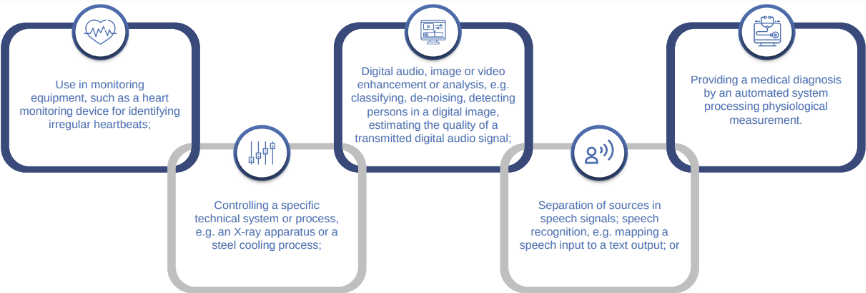 Use in monitoring
equipment, such as a heart
monitoring device for identifying
irregular heartbeats;
Controlling a specific
technical system or process,
e.g. an X-ray apparatus or a
steel cooling process;
Digital audio, image or video
enhancement or analysis, e.g.
classifying, de-noising, detecting
persons in a digital image,
estimating the quality of a
transmitted digital audio signal;
Separation of sources in
speech signals; speech
recognition, e.g. mapping a
speech input to a text output; or
Providing a medical diagnosis
by an automated system
processing physiological
measurement.